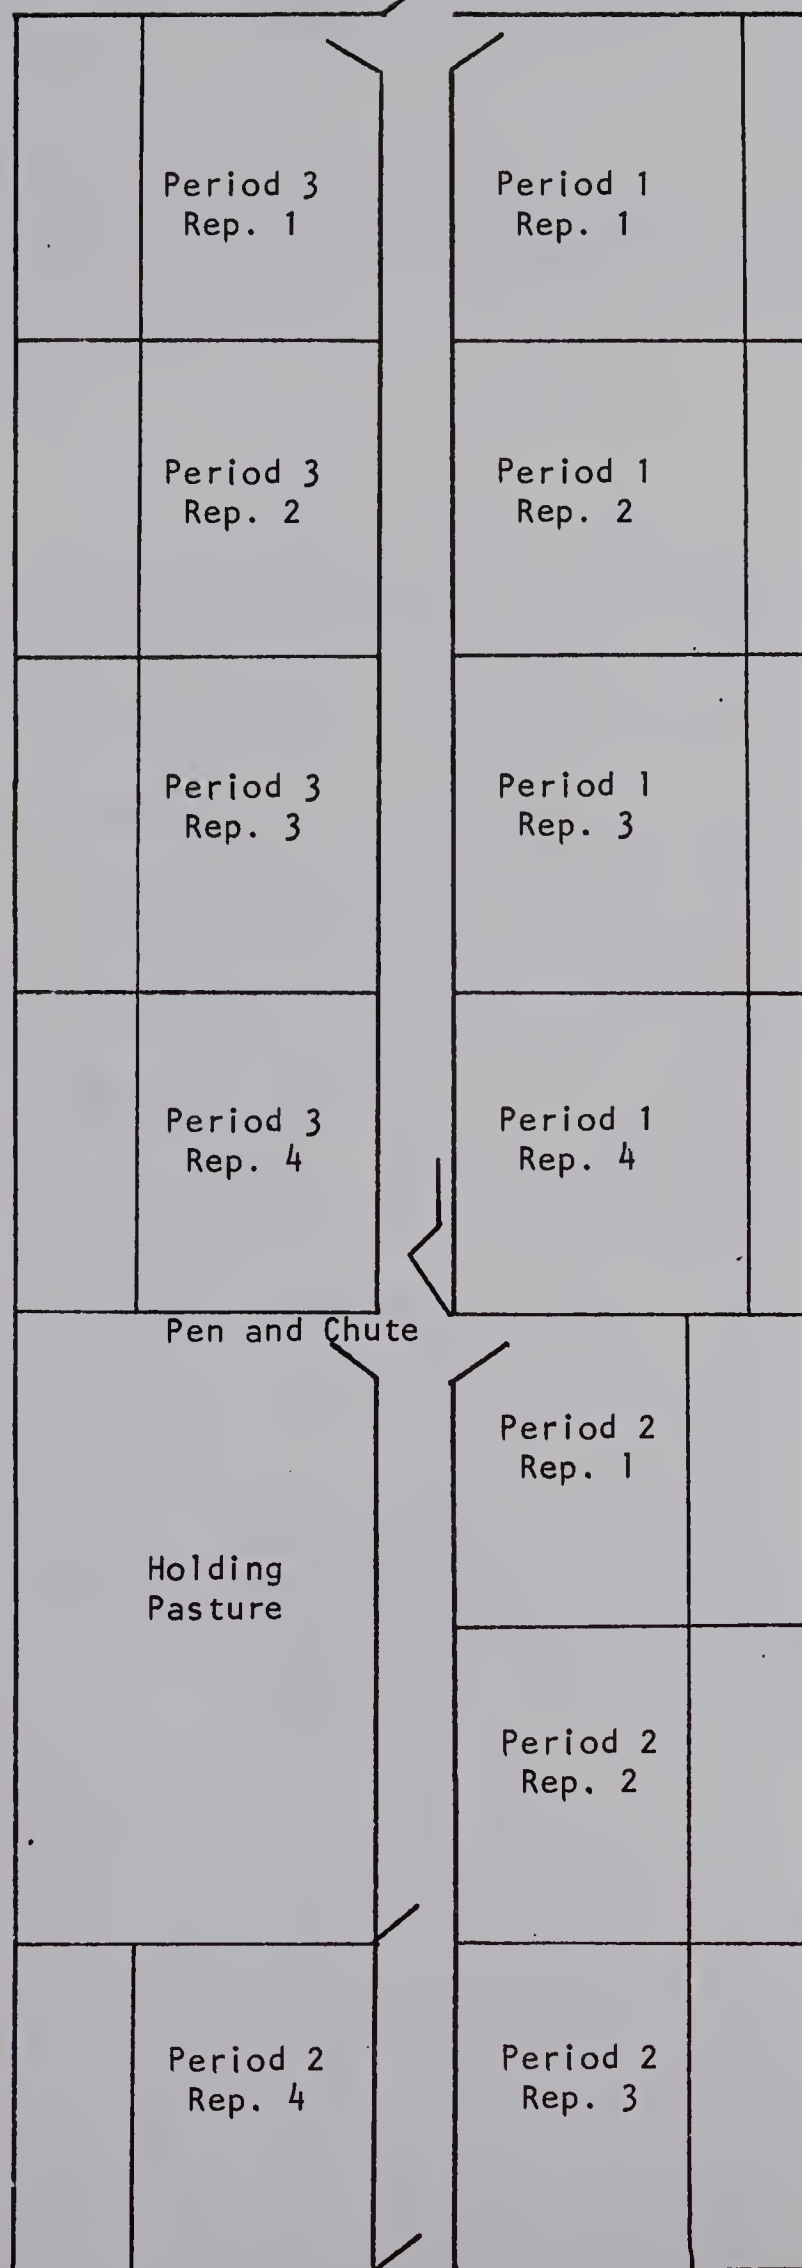 Period 3
Rep. 1
Period 1
Rep. 1
Period 3
Rep. 2
Period 1
Rep. 2
Period 3
Rep. 3
Period 1
Rep. 3
Period 3
Rep. 4
Period 1
Rep. 4
Pen and Chute
Period 2
Rep. 1
Holding
Pasture
Period 2
Rep. 2
Period 2
Rep. 4
Period 2
Rep. 3